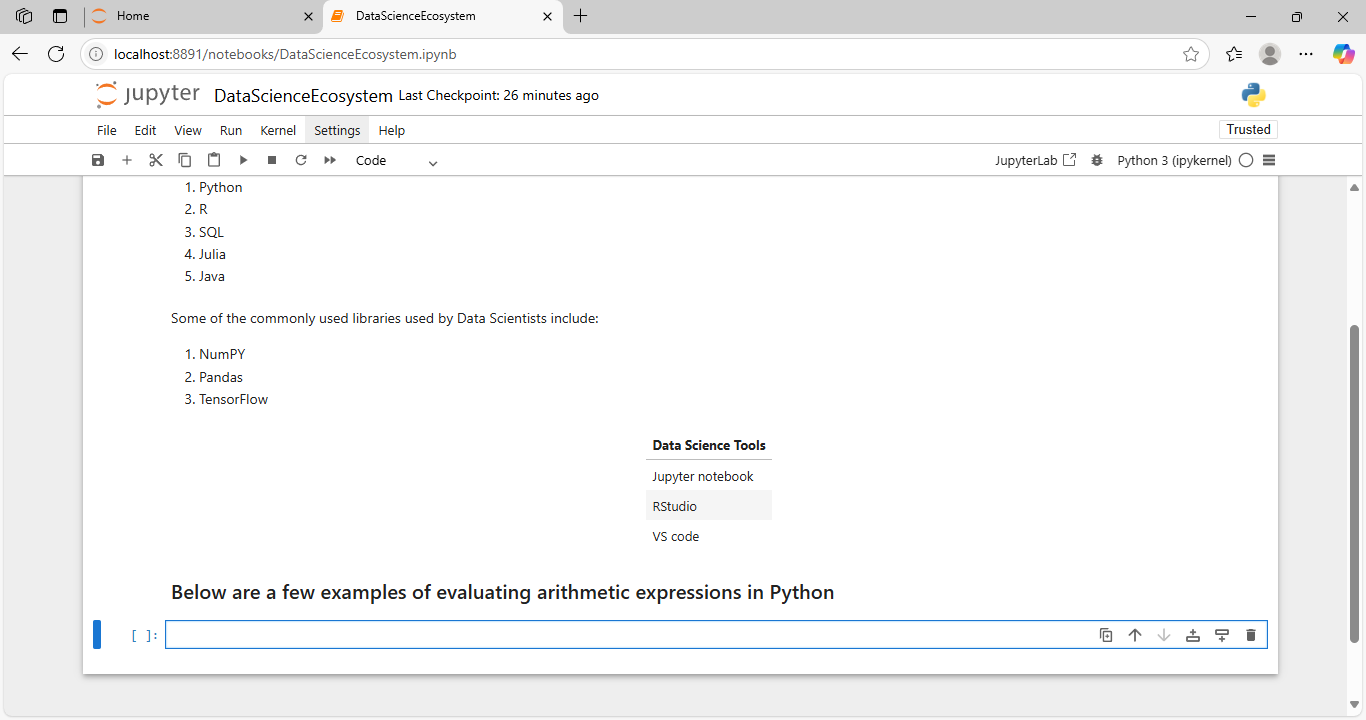 Home
DataScienceEcosystem
localhost:8891/notebooks/DataScienceEcosystem.ipynb
jupyter DataScienceEcosystem Last Checkpoint: 26 minutes ago
File Edit View Run Kernel Settings Help Trusted
Code JupyterLab Python 3 (ipykernel)
1. Python
2. R
3. SQL
4. Julia
5. Java
Some of the commonly used libraries used by Data Scientists include:
1. NumPY
2. Pandas
3. TensorFlow
Data Science Tools
Jupyter notebook
RStudio
VS code
Below are a few examples of evaluating arithmetic expressions in Python
[ ]: